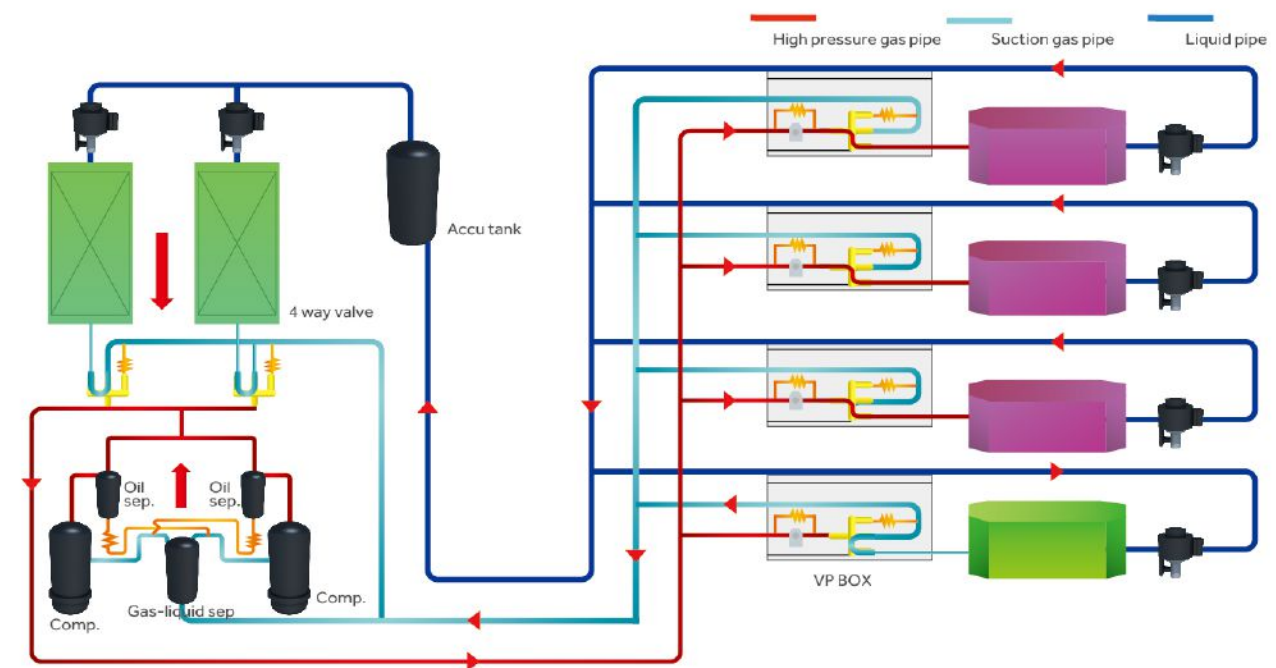 High pressure gas pipe
Suction gas pipe
Liquid pipe
Accu tank
4 way valve
Oil
sep.
Oil
sep.
VP BOX
Comp.
Gas-liquid sep
Comp.